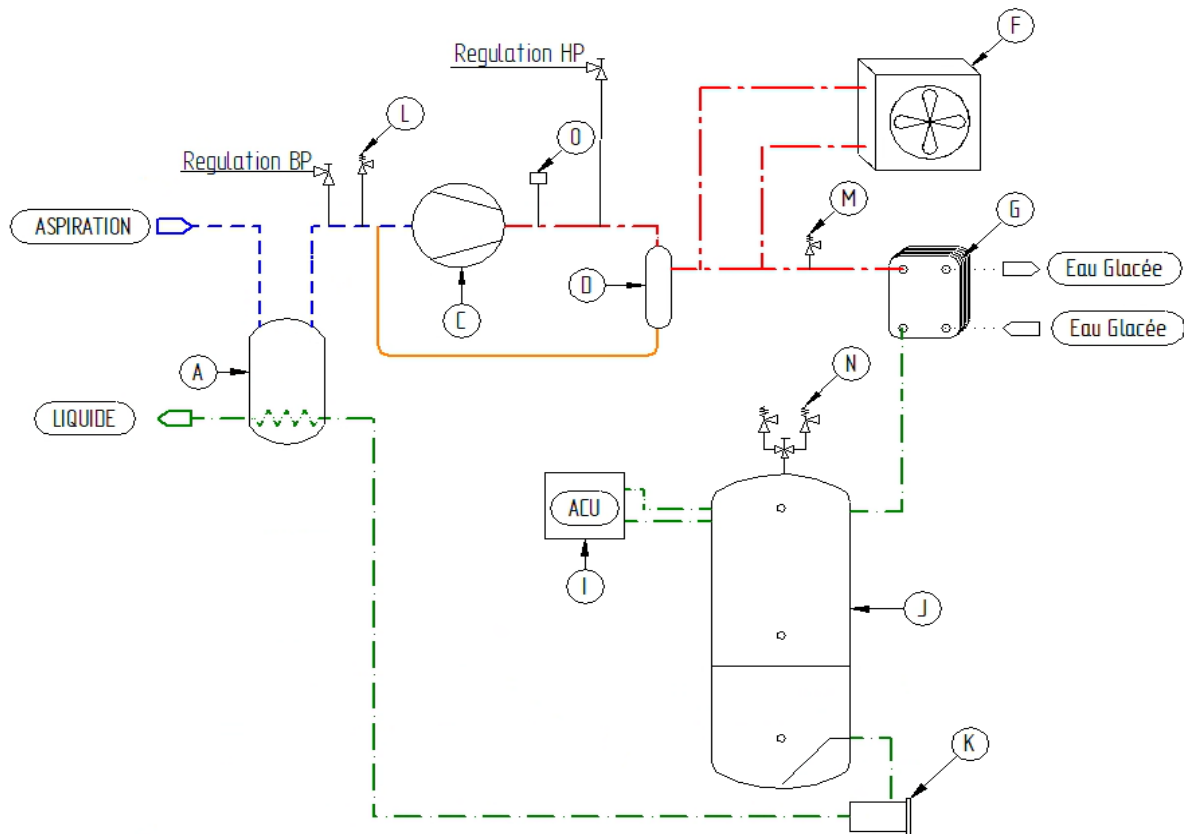 F
Regulation HP
L
O
Regulation BP
M
G
ASPIRATION
Eau Glacée
D
C
Eau Glacée
A
N
LIQUIDE
ACU
I
J
K